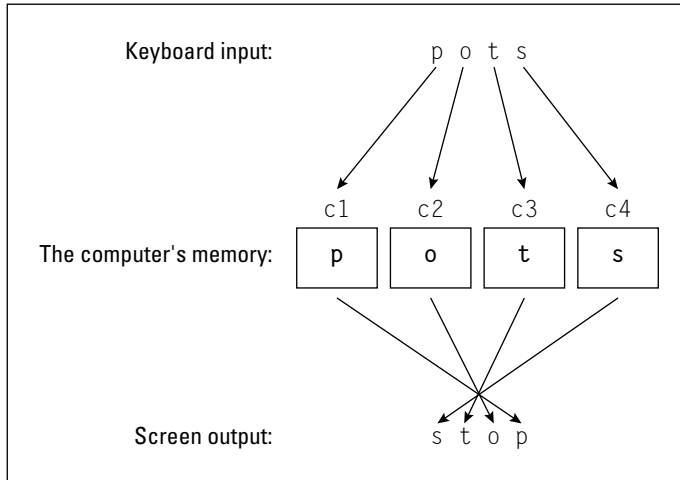 Keyboard input: p o t s
c1 c2 c3 c4
The computer's memory: p o t s
Screen output: s t o p